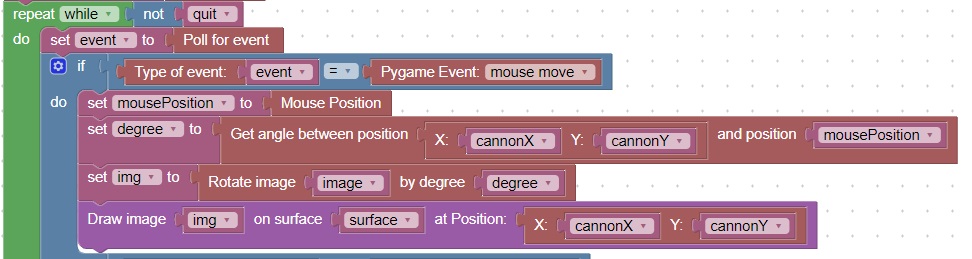 repeat while not quit
do set event to Poll for event
if Type of event: event = Pygame Event: mouse move
do set mousePosition to Mouse Position
set degree to Get angle between position X: cannonX Y: cannonY and position mousePosition
set img to Rotate image image by degree degree
Draw image img on surface surface at Position: X: cannonX Y: cannonY